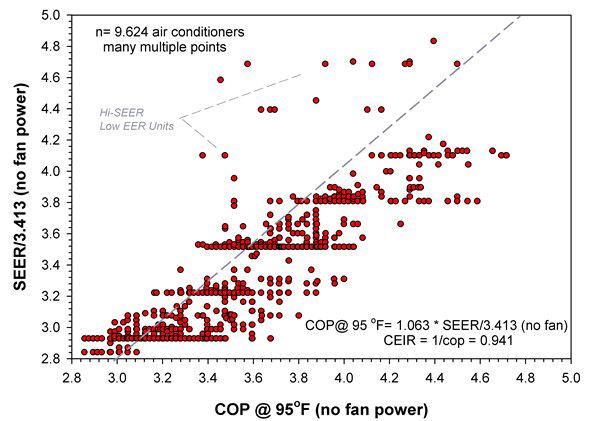 n= 9.624 air conditioners
many multiple points
Hi-SEER
Low EER Units
SEER/3.413 (no fan power)
5.0
4.8
4.6
4.4
4.2
4.0
3.8
3.6
3.4
3.2
3.0
2.8
COP@ 95 °F= 1.063 * SEER/3.413 (no fan)
CEIR = 1/cop = 0.941
2.8 3.0 3.2 3.4 3.6 3.8 4.0 4.2 4.4 4.6 4.8 5.0
COP @ 95°F (no fan power)